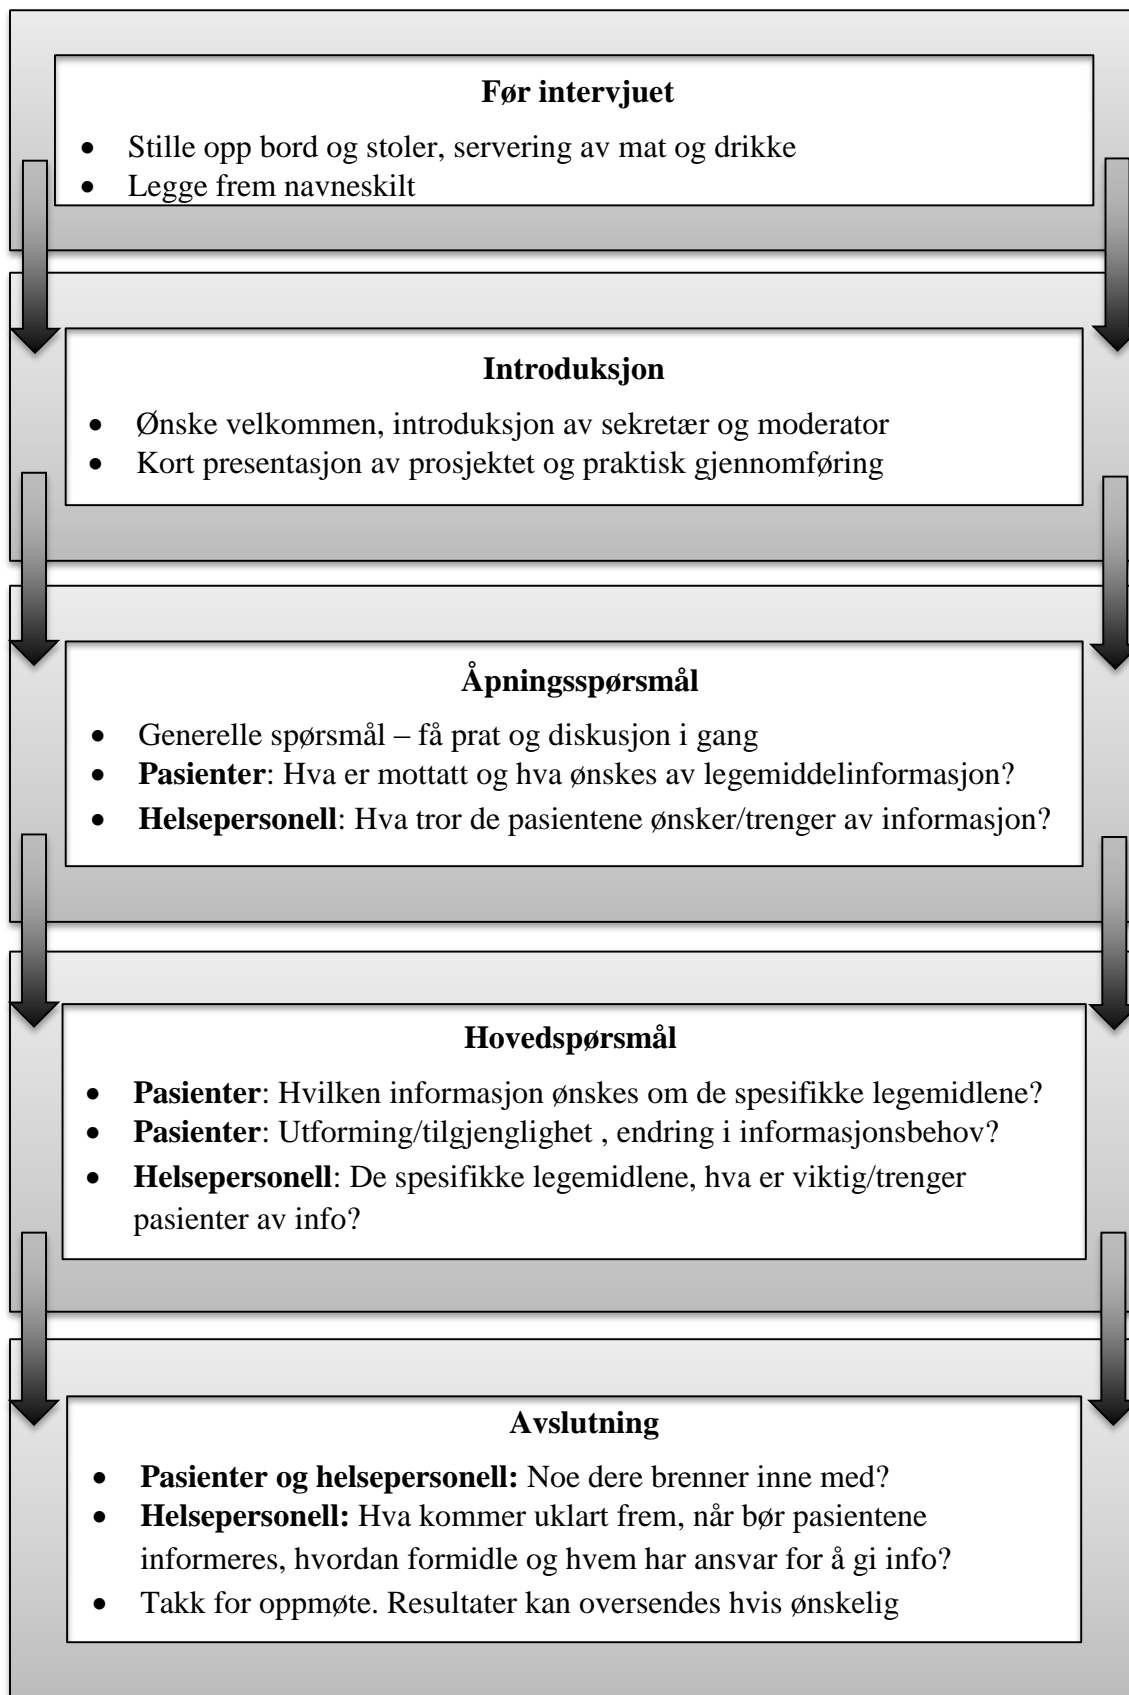 Før intervjuet
• Stille opp bord og stoler, servering av mat og drikke
• Legge frem navneskilt
Introduksjon
• Ønske velkommen, introduksjon av sekretær og moderator
• Kort presentasjon av prosjektet og praktisk gjennomføring
Åpningsspørsmål
• Generelle spørsmål – få prat og diskusjon i gang
• Pasienter: Hva er mottatt og hva ønskes av legemiddelinformasjon?
• Helsepersonell: Hva tror de pasientene ønsker/trenger av informasjon?
Hovedspørsmål
• Pasienter: Hvilken informasjon ønskes om de spesifikke legemidlene?
• Pasienter: Utforming/tilgjenglighet , endring i informasjonsbehov?
• Helsepersonell: De spesifikke legemidlene, hva er viktig/trenger
pasienter av info?
Avslutning
• Pasienter og helsepersonell: Noe dere brenner inne med?
• Helsepersonell: Hva kommer uklart frem, når bør pasientene
informeres, hvordan formidle og hvem har ansvar for å gi info?
• Takk for oppmøte. Resultater kan oversendes hvis ønskelig